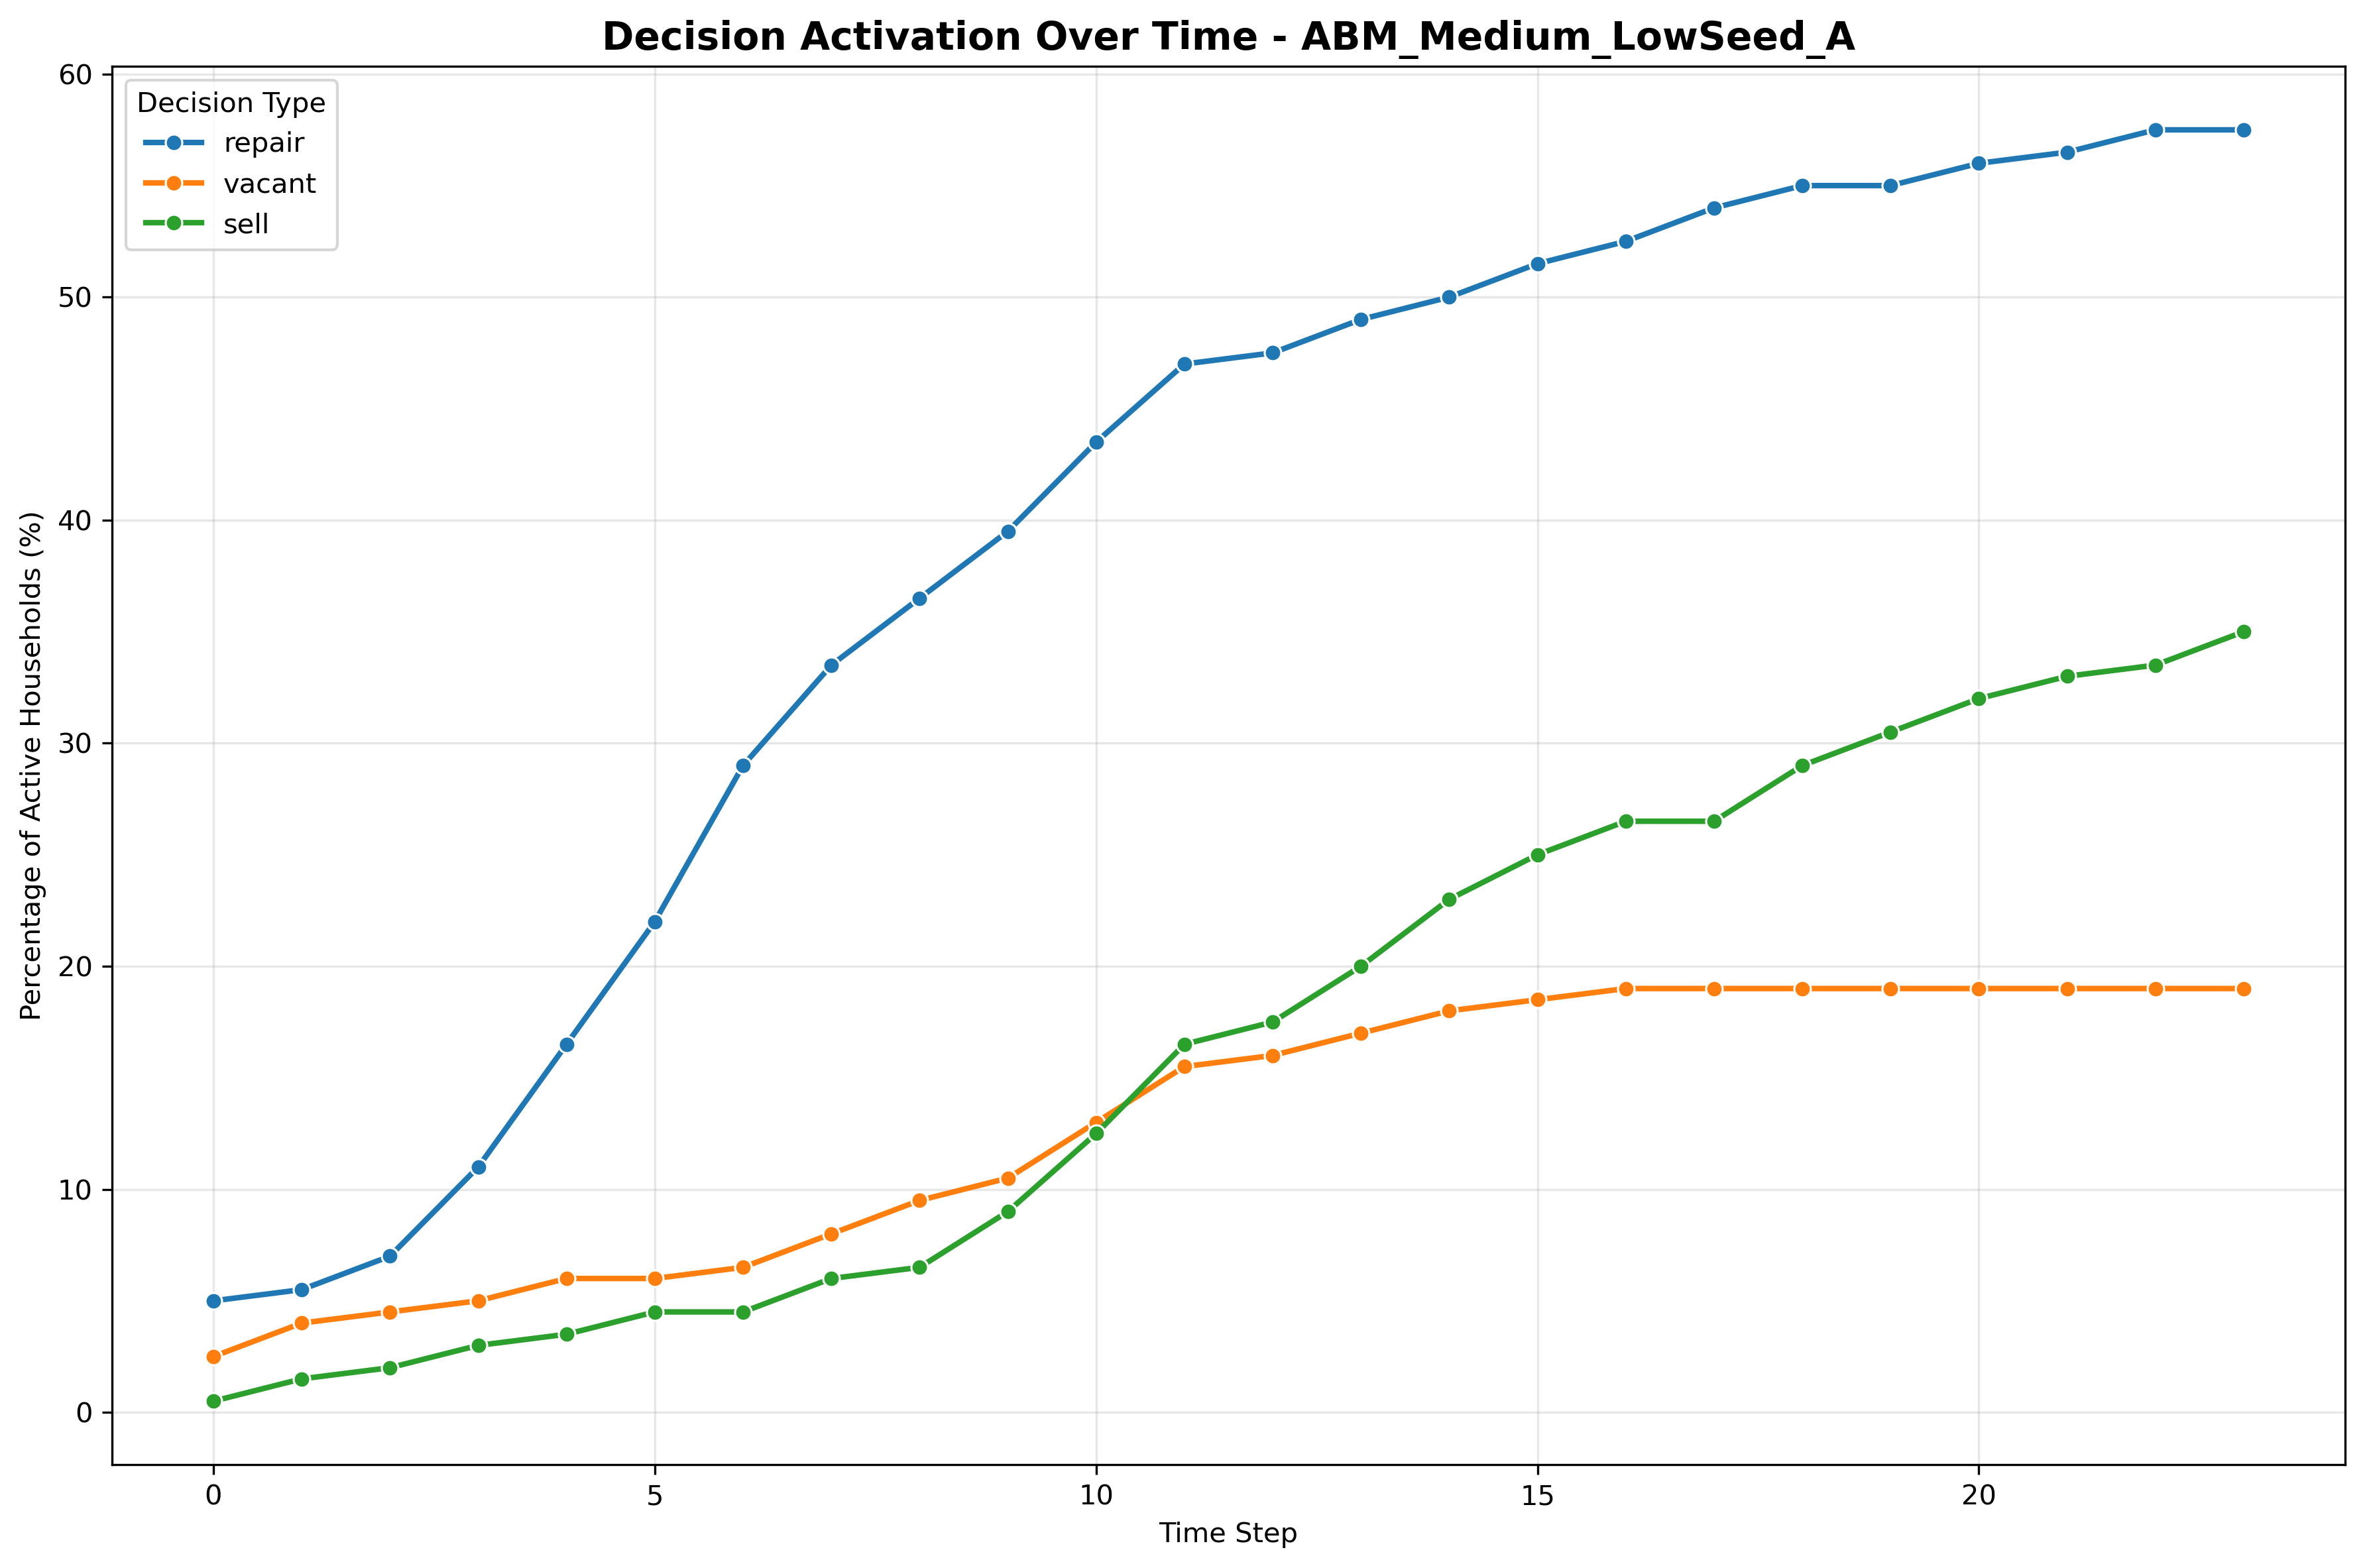 Decision Activation Over Time - ABM_Medium_LowSeed_A
Decision Type
repair
vacant
sell
Percentage of Active Households (%)
60
50
40
30
20
10
0
0 5 10 15 20
Time Step